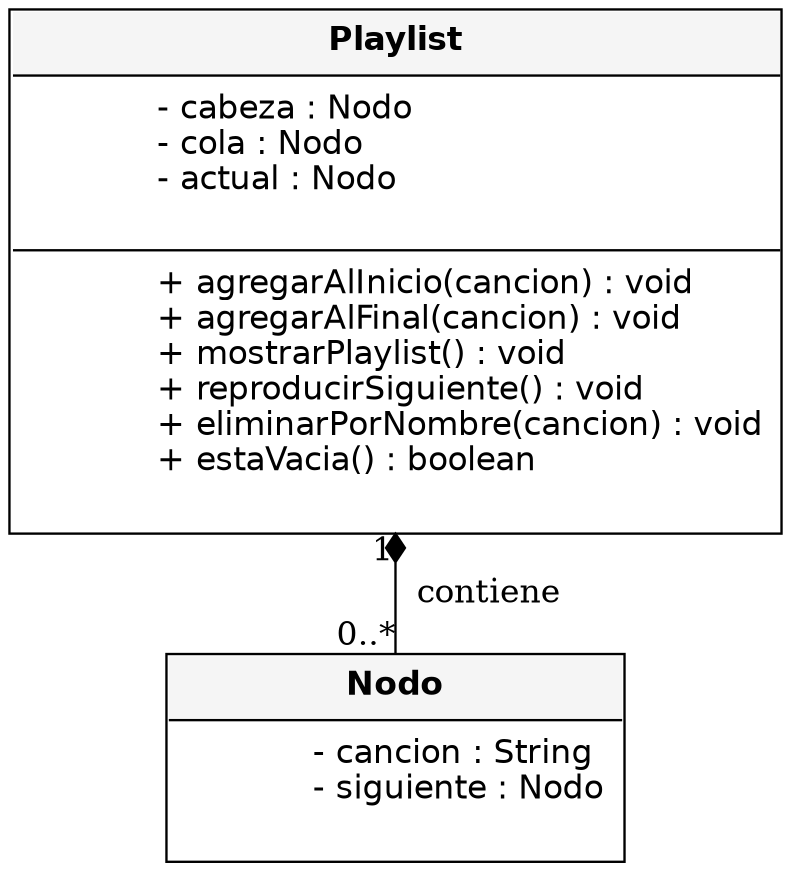 Playlist
- cabeza : Nodo
- cola : Nodo
- actual : Nodo
+ agregarAlInicio(cancion) : void
+ agregarAlFinal(cancion) : void
+ mostrarPlaylist() : void
+ reproducirSiguiente() : void
+ eliminarPorNombre(cancion) : void
+ estaVacia() : boolean
1
contiene
0..*
Nodo
- cancion : String
- siguiente : Nodo